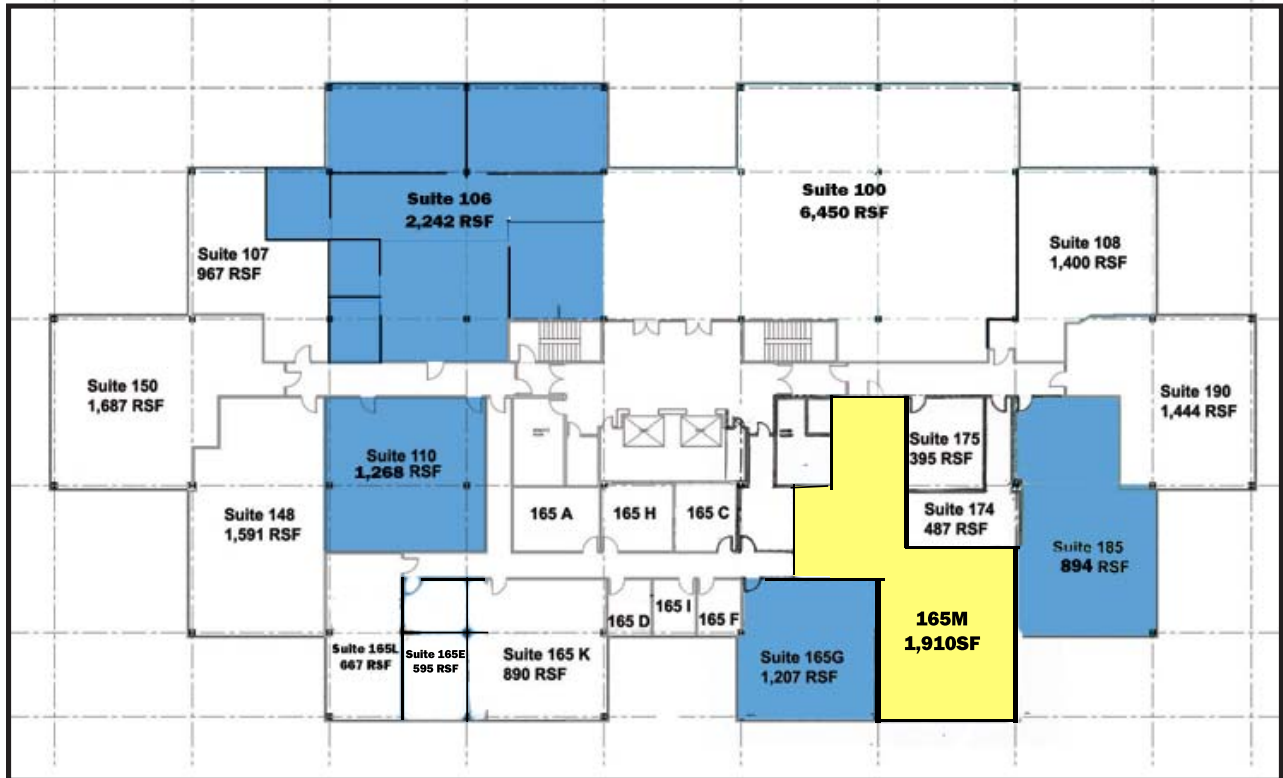 Suite 106
2,242 RSF
Suite 100
6,450 RSF
Suite 107
967 RSF
Suite 108
1,400 RSF
Suite 150
1,687 RSF
Suite 190
1,444 RSF
Suite 110
1,268 RSF
Suite 175
395 RSF
Suite 148
1,591 RSF
165 A
165 H
165 C
Suite 174
487 RSF
Suite 185
894 RSF
165 D
165 I
165 F
165M
1,910SF
Suite 165L
667 RSF
Suite 165E
595 RSF
Suite 165 K
890 RSF
Suite 165G
1,207 RSF